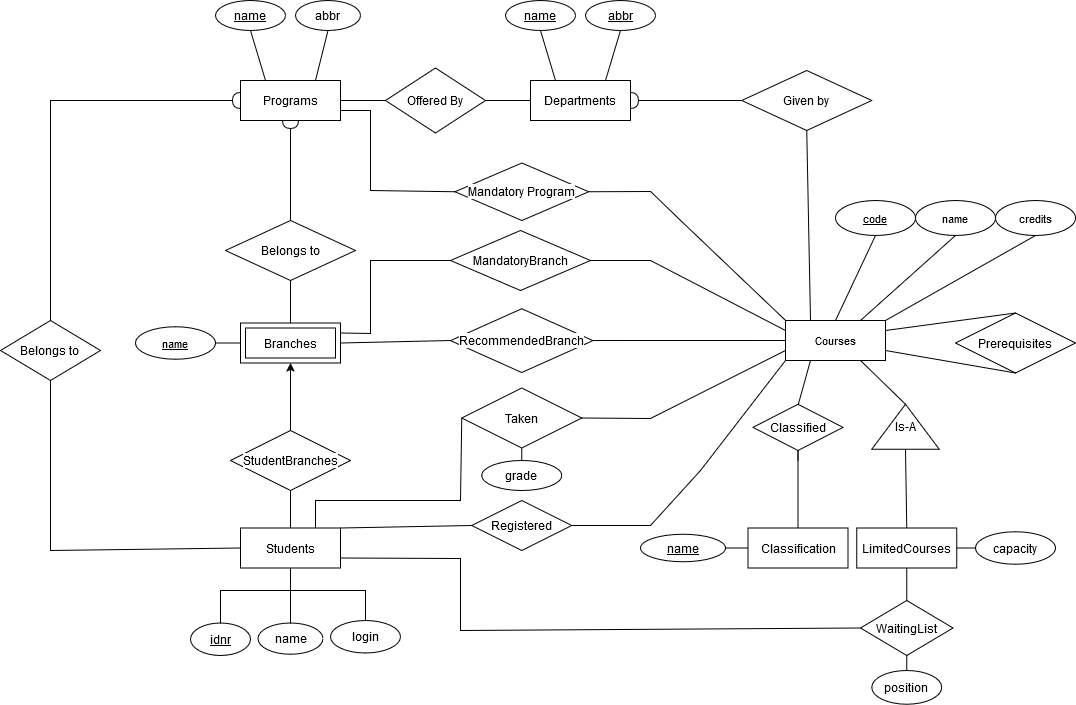 name
abbr
name
abbr
Programs
Offered By
Departments
Given by
Mandatory Program
code
name
credits
Belongs to
MandatoryBranch
Belongs to
name
Branches
RecommendedBranch
Courses
Prerequisites
Taken
Classified
Is-A
StudentBranches
grade
Registered
Students
name
Classification
LimitedCourses
capacity
idnr
name
login
WaitingList
position